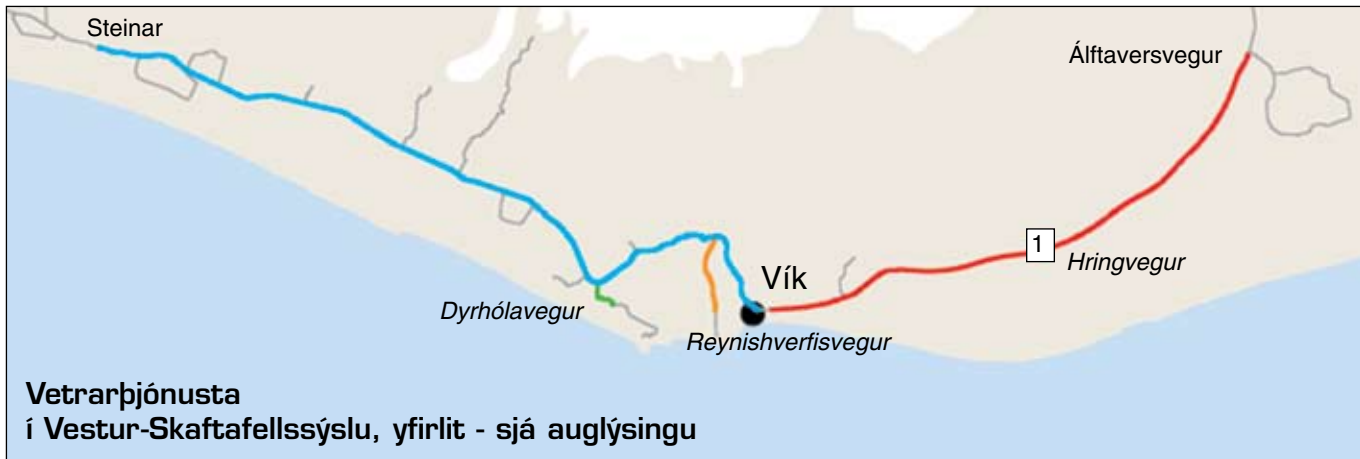 Steinar
Álftaversvegur
1
Hringvegur
Vík
Dyrhólavegur
Reynishverfisvegur
Vetrarþjónusta
í Vestur-Skaftafellssýslu, yfirlit - sjá auglýsingu